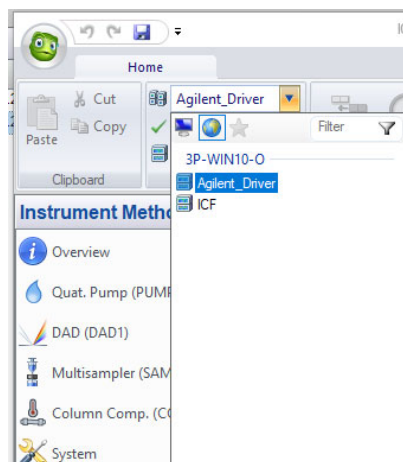 Home
Cut
Copy
Paste
Clipboard
Agilent_Driver
Filter
3P-WIN10-O
Agilent_Driver
ICF
Instrument Metho
Overview
Quat. Pump (PUMP
DAD (DAD1)
Multisampler (SAM
Column Comp. (CO
System